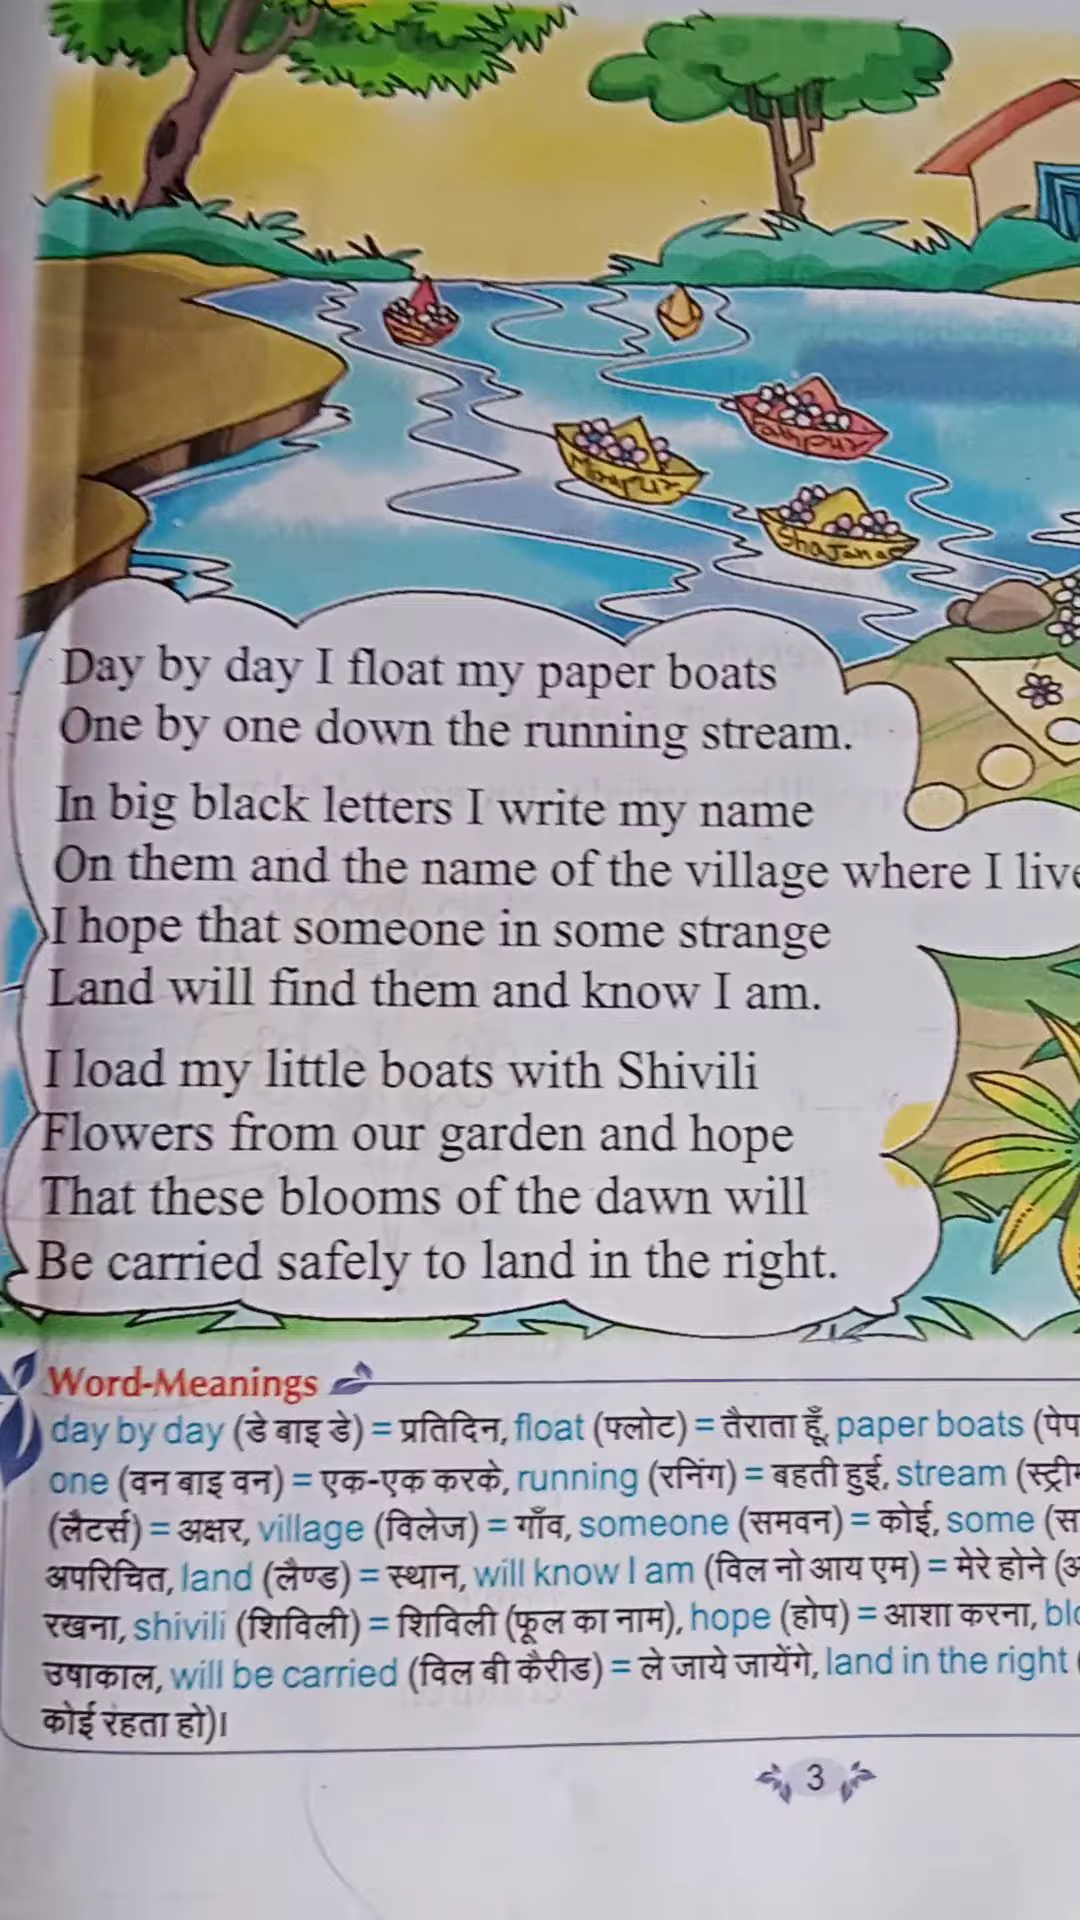 Fathpur
Shajana
Day by day I float my paper boats
One by one down the running stream.
In big black letters I write my name
On them and the name of the village where I live
I hope that someone in some strange
Land will find them and know I am.
I load my little boats with Shivili
Flowers from our garden and hope
That these blooms of the dawn will
Be carried safely to land in the right.
Word-Meanings
day by day (डे बाइ डे) = प्रतिदिन, float (फ्लोट) = तैराता हूँ, paper boats (पेप
one (वन बाइ वन) = एक-एक करके, running (रनिंग) = बहती हुई, stream (स्ट्रीम
(लैटर्स) = अक्षर, village (विलेज) = गाँव, someone (समवन) = कोई, some (स
अपरिचित, land (लैण्ड) = स्थान, will know I am (विल नो आय एम) = मेरे होने (अ
रखना, shivili (शिविली) = शिविली (फूल का नाम), hope (होप) = आशा करना, blo
उषाकाल, will be carried (विल बी कैरीड) = ले जाये जायेंगे, land in the right (
कोई रहता हो)।
3